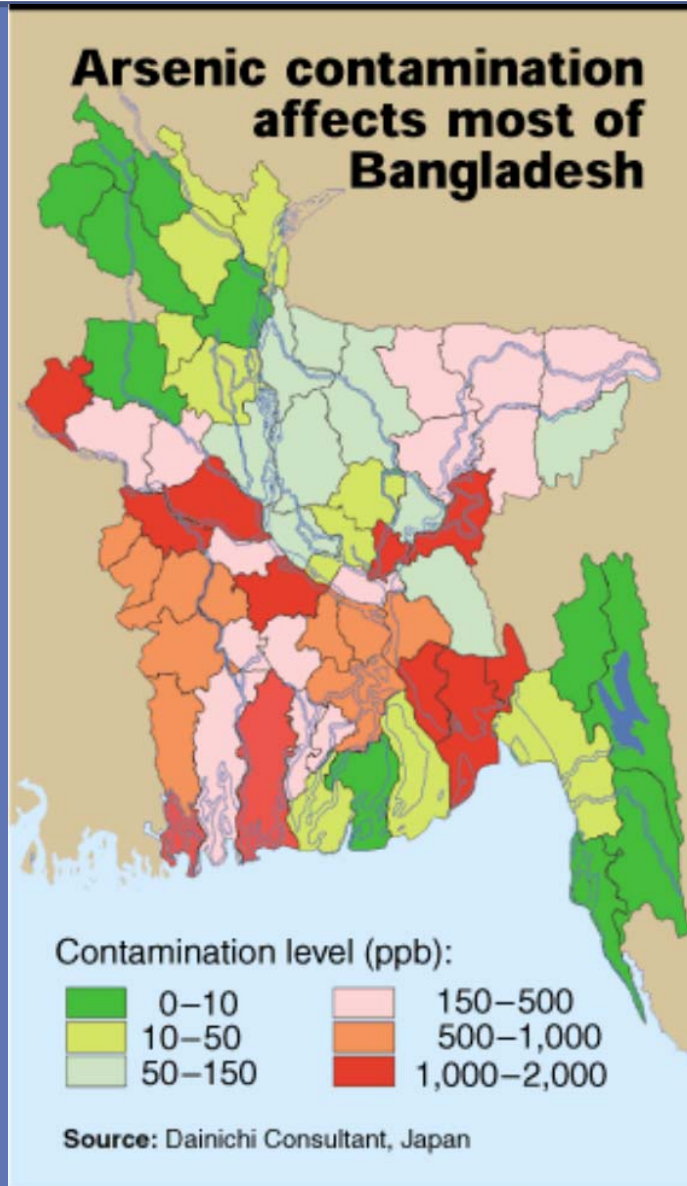 Arsenic contamination
affects most of
Bangladesh
Contamination level (ppb):
0–10
10–50
50–150
150–500
500–1,000
1,000–2,000
Source: Dainichi Consultant, Japan